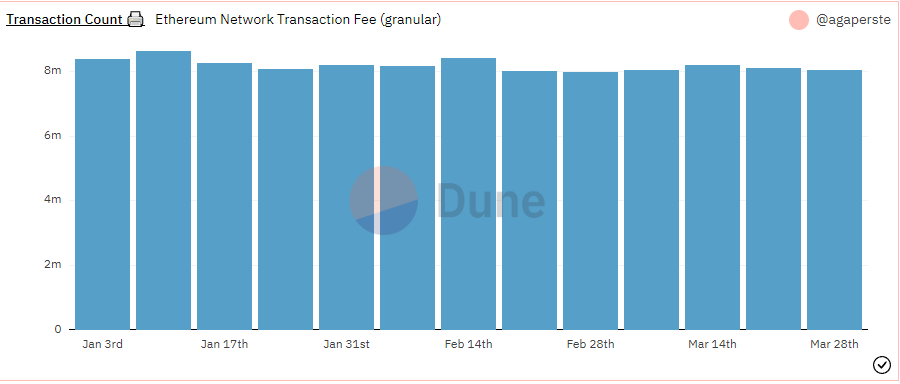 Transaction Count Ethereum Network Transaction Fee (granular) @agaperste
8m
6m
4m
2m
0
Jan 3rd Jan 17th Jan 31st Feb 14th Feb 28th Mar 14th Mar 28th
Dune